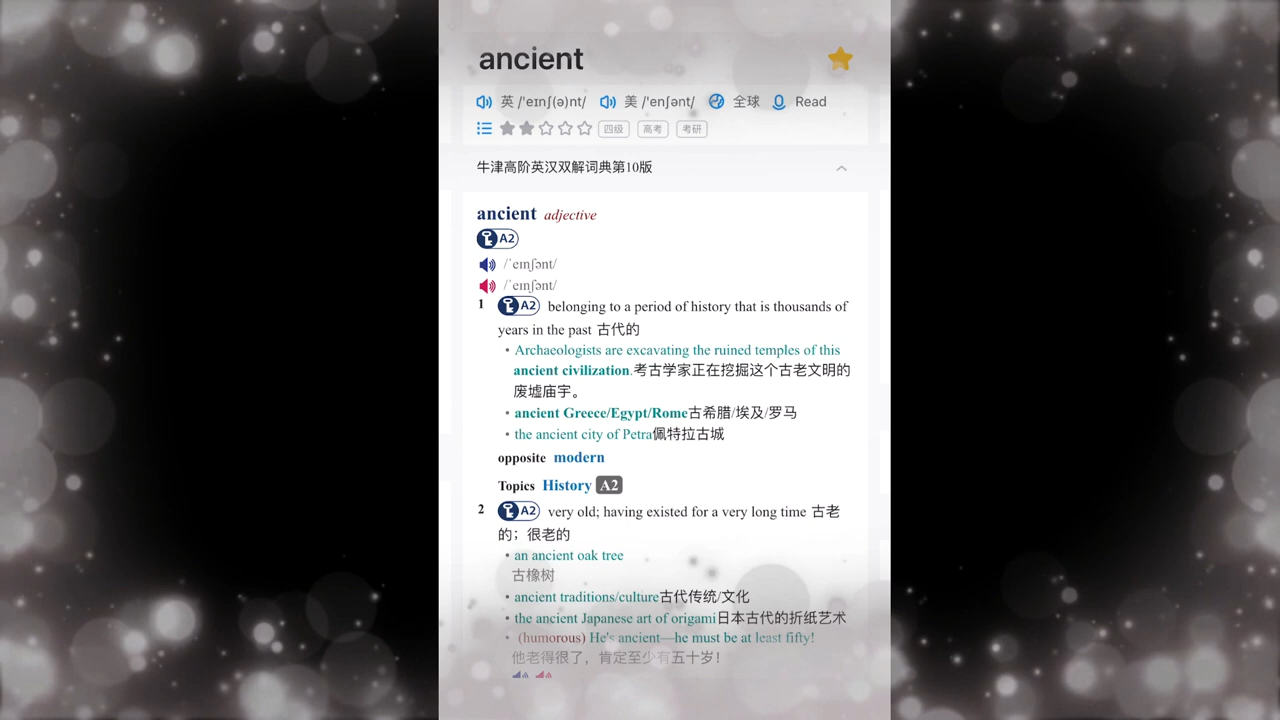 ancient
英 /'eɪnʃ(ə)nt/ 美 /'enʃənt/ 全球 Read
四级 高考 考研
牛津高阶英汉双解词典第10版
ancient adjective
A2
/ˈeɪnʃənt/
/ˈeɪnʃənt/
1 A2 belonging to a period of history that is thousands of
years in the past 古代的
• Archaeologists are excavating the ruined temples of this
ancient civilization.考古学家正在挖掘这个古老文明的
废墟庙宇。
• ancient Greece/Egypt/Rome古希腊/埃及/罗马
• the ancient city of Petra佩特拉古城
opposite modern
Topics History A2
2 A2 very old; having existed for a very long time 古老
的；很老的
• an ancient oak tree
古橡树
• ancient traditions/culture古代传统/文化
• the ancient Japanese art of origami日本古代的折纸艺术
• (humorous) He's ancient—he must be at least fifty!
他老得很了，肯定至少有五十岁！